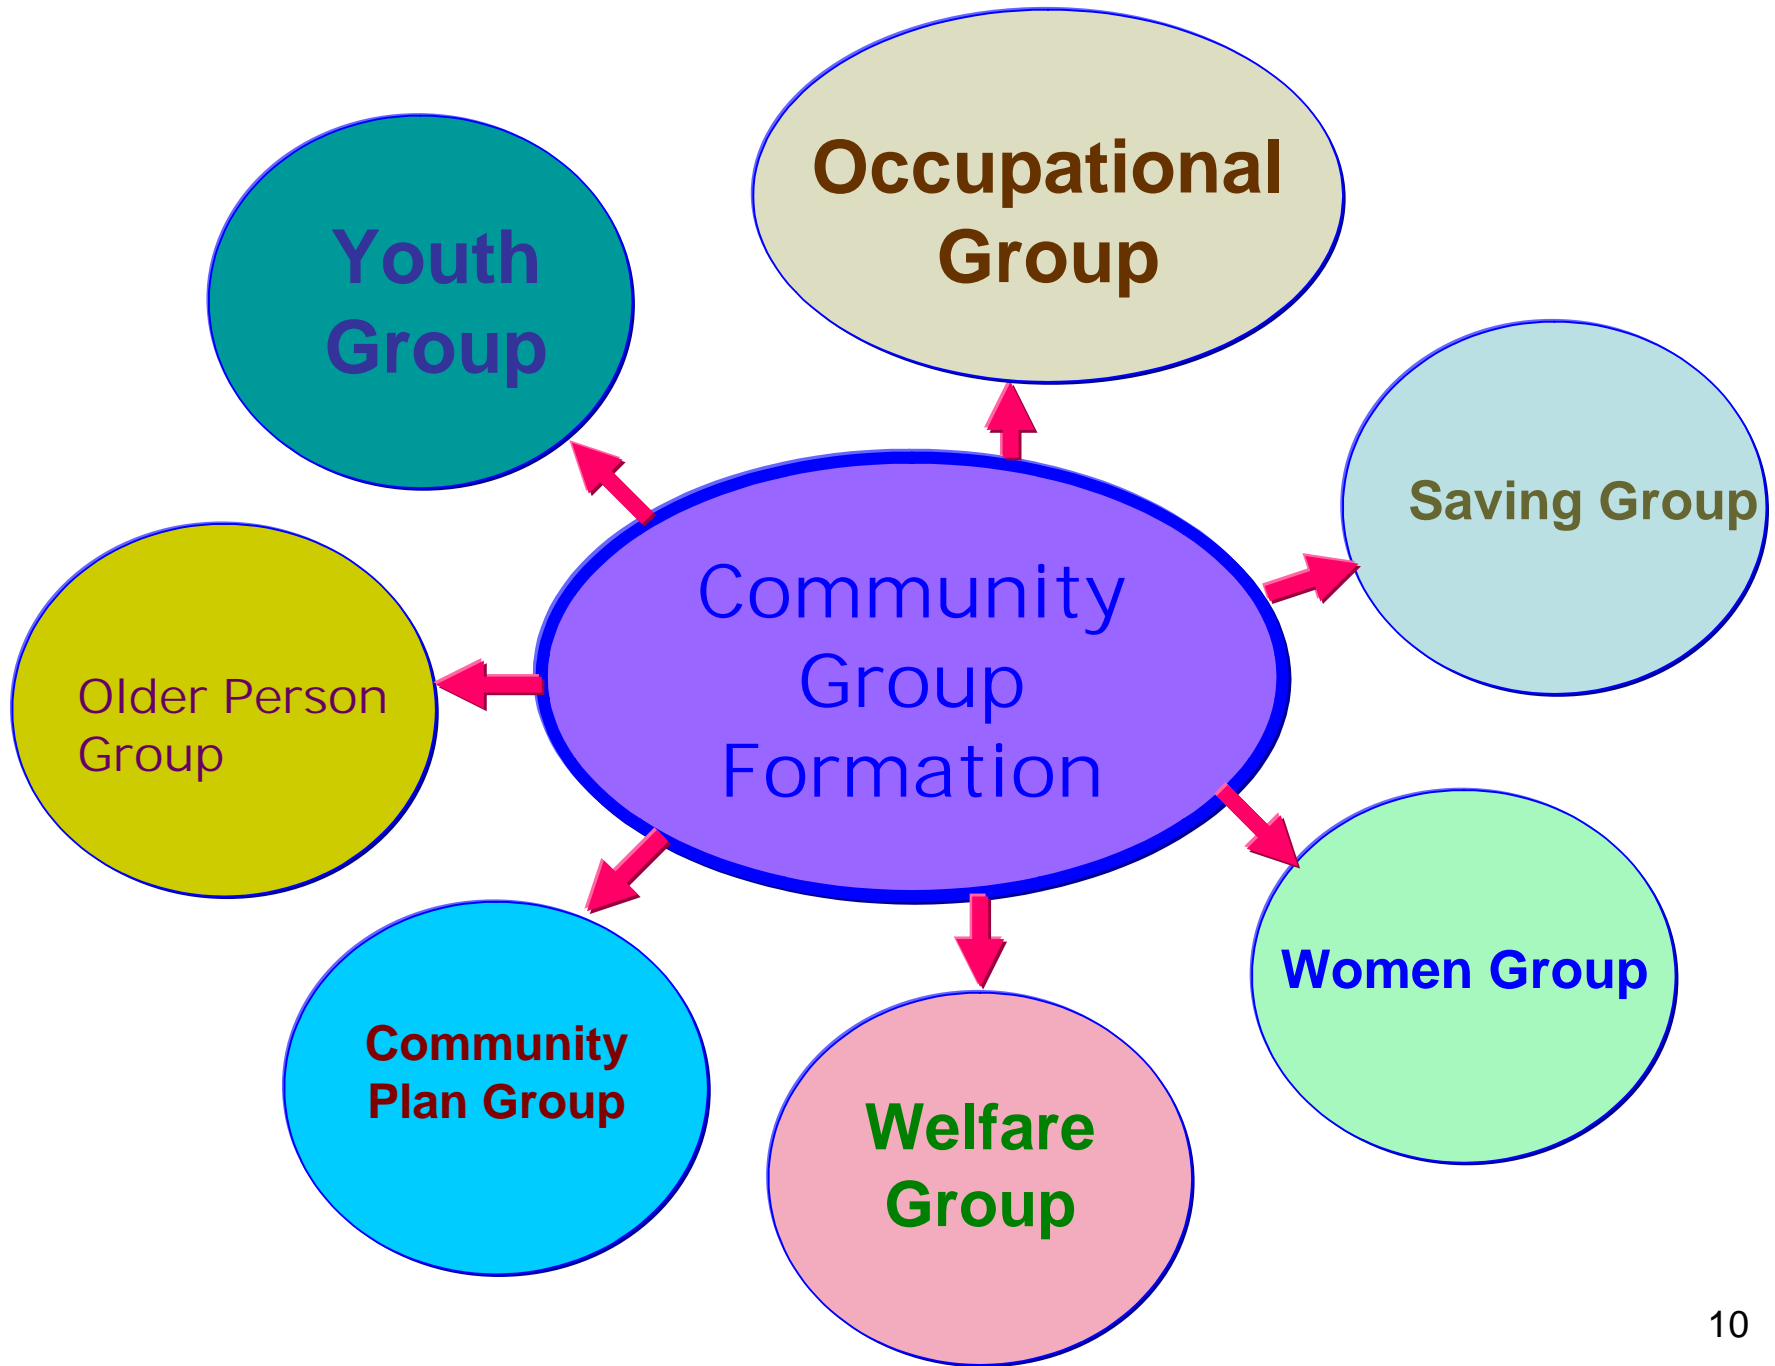 Occupational
Group
Youth
Group
Saving Group
Community
Group
Formation
Older Person
Group
Women Group
Community
Plan Group
Welfare
Group
10